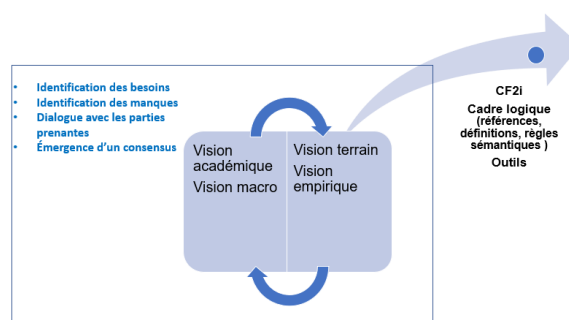 • Identification des besoins
• Identification des manques
• Dialogue avec les parties
prenantes
• Émergence d’un consensus
Vision
académique
Vision macro
Vision terrain
Vision
empirique
CF2i
Cadre logique
(références,
définitions, règles
sémantiques )
Outils